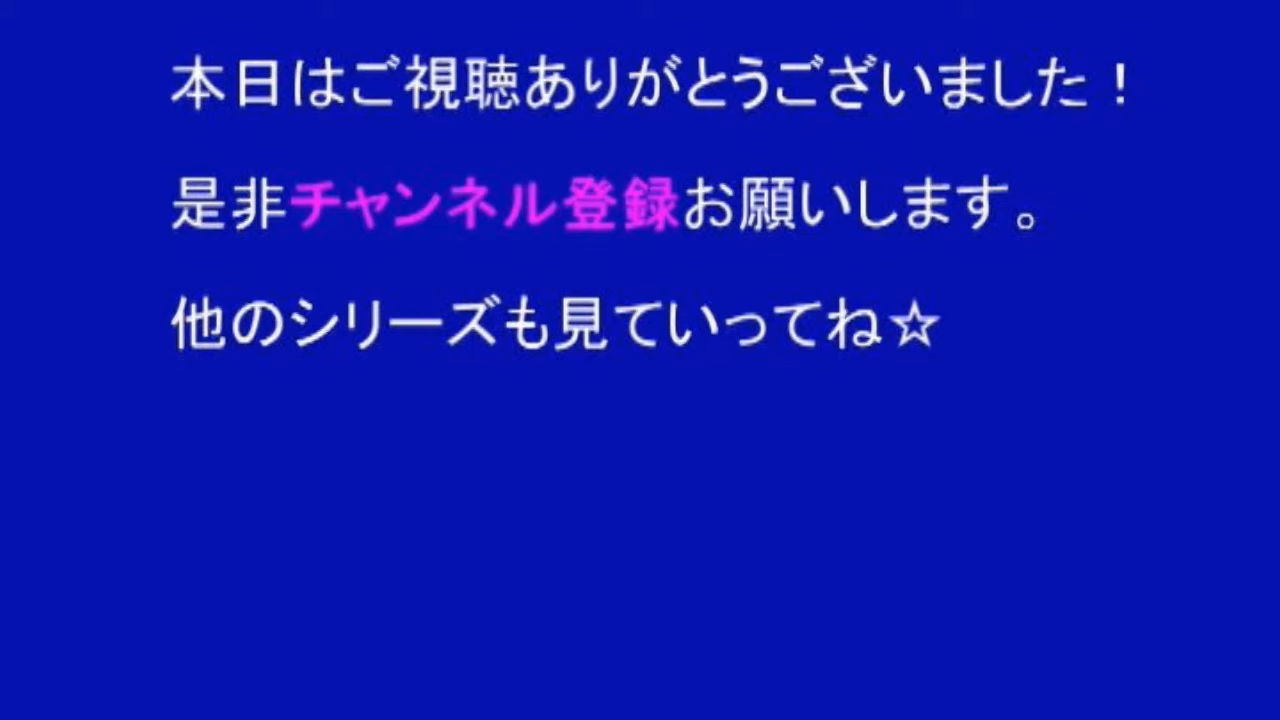 本日はご視聴ありがとうございました！
是非チャンネル登録お願いします。
他のシリーズも見ていってね☆